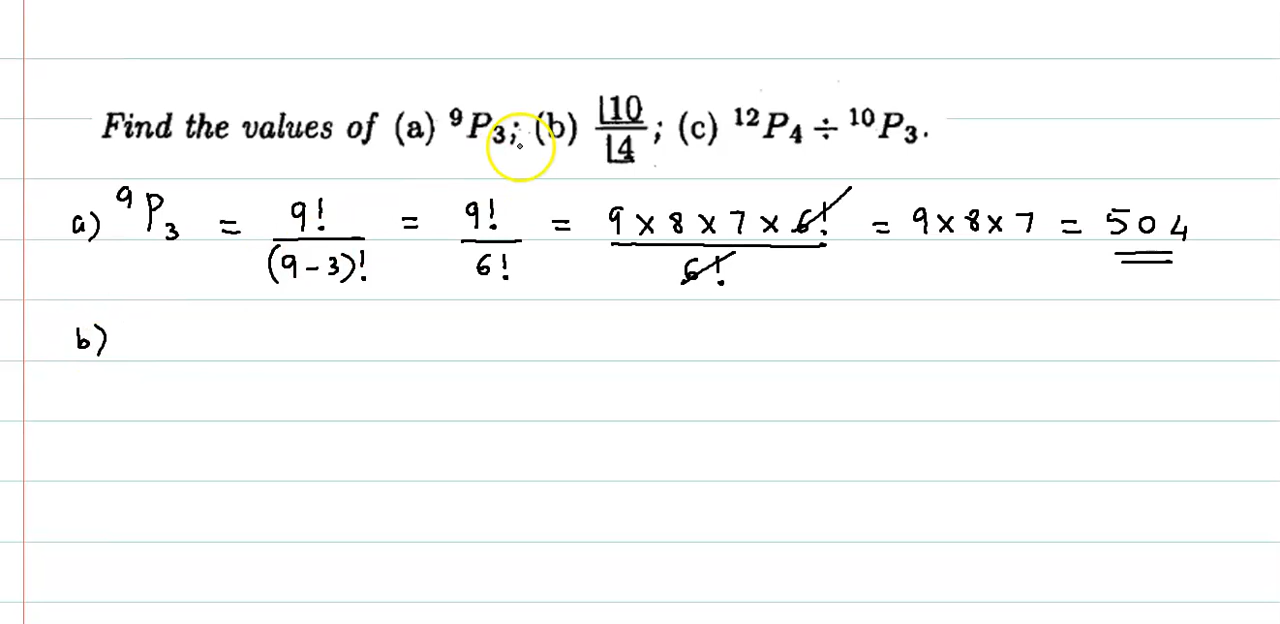 Find the values of (a) ⁹P₃; (b) ⌊10/⌊4; (c) ¹²P₄ ÷ ¹⁰P₃.
a) ⁹P₃ = 9!/(9-3)! = 9!/6! = 9 × 8 × 7 × 6!/6! = 9 × 8 × 7 = 504
b)